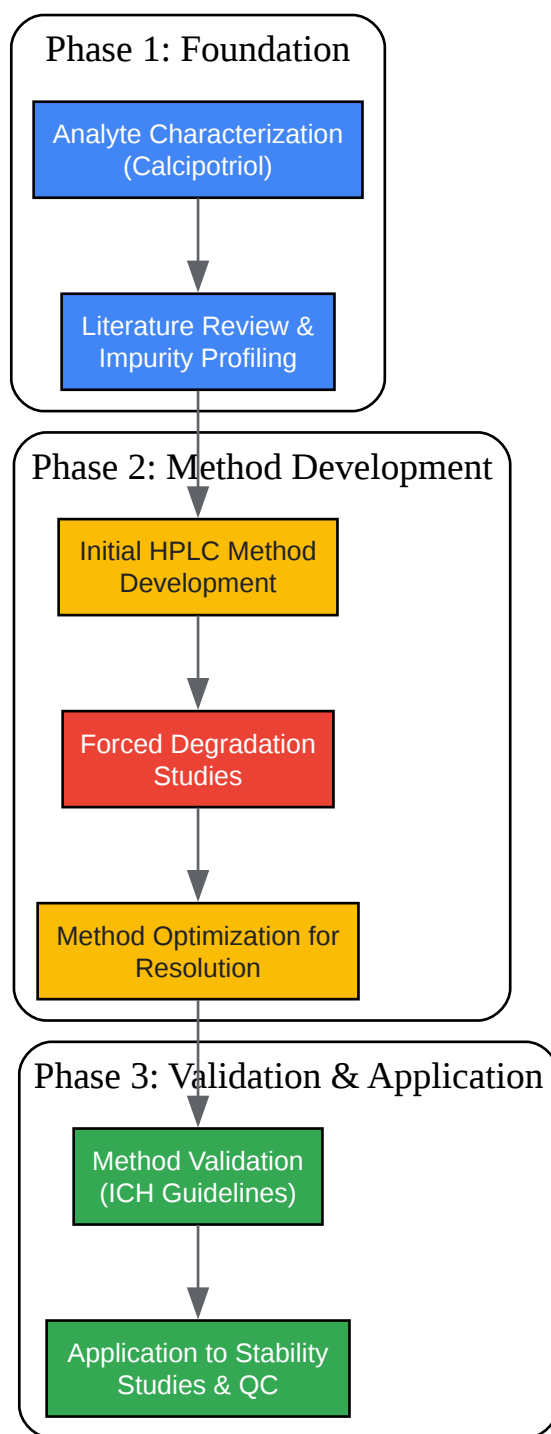 Phase 1: Foundation
Analyte Characterization
(Calcipotriol)
Literature Review &
Impurity Profiling
Phase 2: Method Development
Initial HPLC Method
Development
Forced Degradation
Studies
Method Optimization for
Resolution
Phase 3: Validation & Application
Method Validation
(ICH Guidelines)
Application to Stability
Studies & QC